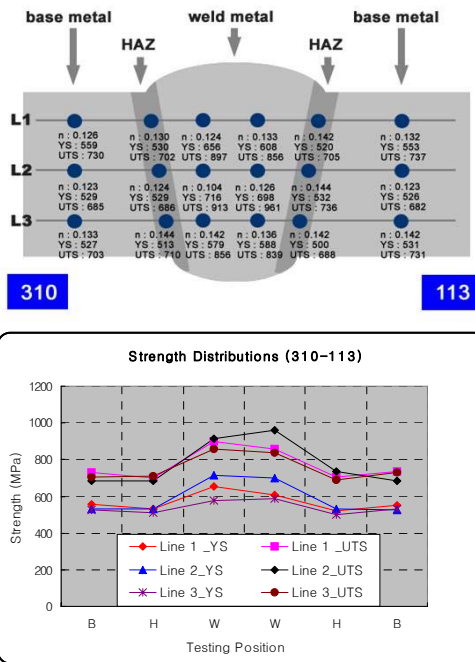 base metal weld metal base metal
HAZ HAZ
L1
n : 0.126 n : 0.130 n : 0.124 n : 0.133 n : 0.142 n : 0.132
YS : 559 YS : 530 YS : 656 YS : 608 YS : 520 YS : 553
UTS : 730 UTS : 702 UTS : 897 UTS : 856 UTS : 705 UTS : 737
L2
n : 0.123 n : 0.124 n : 0.104 n : 0.126 n : 0.144 n : 0.123
YS : 529 YS : 529 YS : 716 YS : 698 YS : 532 YS : 526
UTS : 685 UTS : 686 UTS : 913 UTS : 961 UTS : 736 UTS : 682
L3
n : 0.133 n : 0.144 n : 0.142 n : 0.136 n : 0.142 n : 0.142
YS : 527 YS : 513 YS : 579 YS : 588 YS : 500 YS : 531
UTS : 703 UTS : 710 UTS : 856 UTS : 839 UTS : 688 UTS : 731
310 113
Strength Distributions (310-113)
Strength (MPa)
1200
1000
800
600
400
200
0
Line 1 _YS Line 1 _UTS
Line 2_YS Line 2_UTS
Line 3_YS Line 3_UTS
B H W W H B
Testing Position